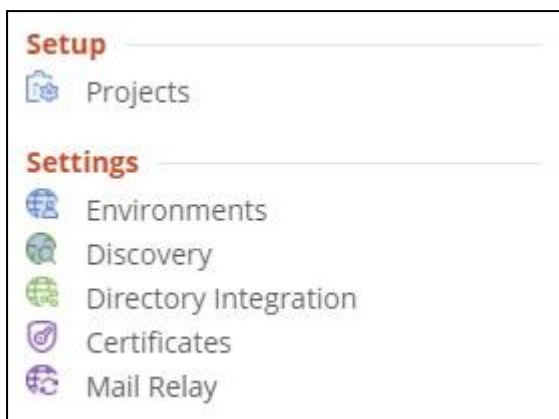 Setup
Projects
Settings
Environments
Discovery
Directory Integration
Certificates
Mail Relay